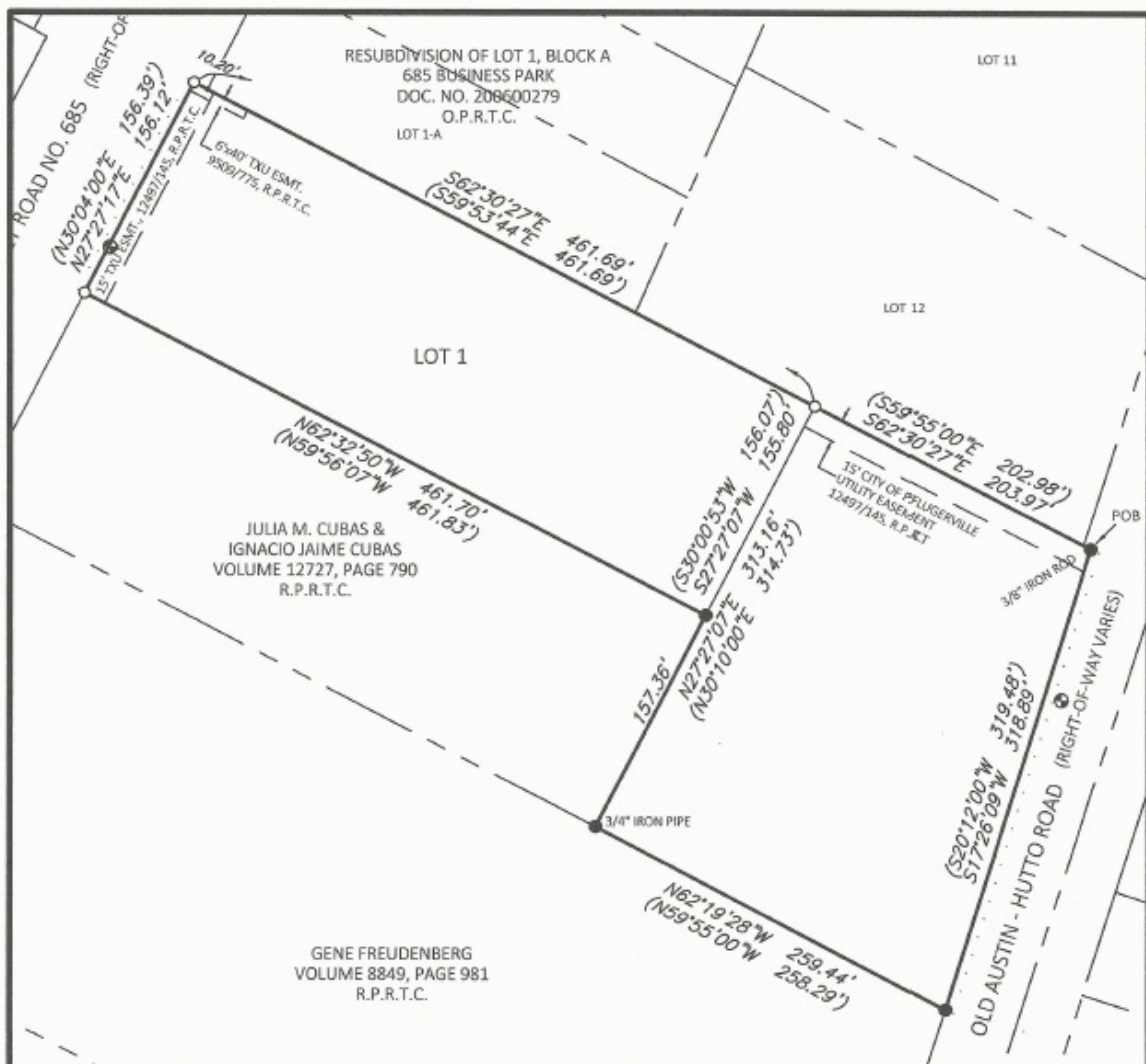 RESUBDIVISION OF LOT 1, BLOCK A
685 BUSINESS PARK
DOC. NO. 200600279
O.P.R.T.C.
LOT 1-A
LOT 11
10.20'
ROAD NO. 685 (RIGHT-OF
(N30°04'00"E 156.39')
N27°27'17"E 156.12'
15' TXU ESMT., 12497/145, R.P.R.T.C.
6'x40' TXU ESMT.
9509/775, R.P.R.T.C.
S62°30'27"E 461.69'
(S59°53'44"E 461.69')
LOT 12
LOT 1
(S59°55'00"E 202.98')
S62°30'27"E 203.97'
15' CITY OF PFLUGERVILLE
UTILITY EASEMENT
12497/145,
POB
3/8" IRON ROD
N62°32'50"W 461.70'
(N59°56'07"W 461.83')
(S30°00'53"W 156.07')
S27°27'07"W 155.80'
N27°27'07"E 313.16'
(N30°10'00"E 314.73')
JULIA M. CUBAS &
IGNACIO JAIME CUBAS
VOLUME 12727, PAGE 790
R.P.R.T.C.
157.36'
3/4" IRON PIPE
(S20°12'00"W 319.48')
S17°26'09"W 318.89'
OLD AUSTIN - HUTTO ROAD (RIGHT-OF-WAY VARIES)
N62°19'28"W 259.44'
(N59°55'00"W 258.29')
GENE FREUDENBERG
VOLUME 8849, PAGE 981
R.P.R.T.C.